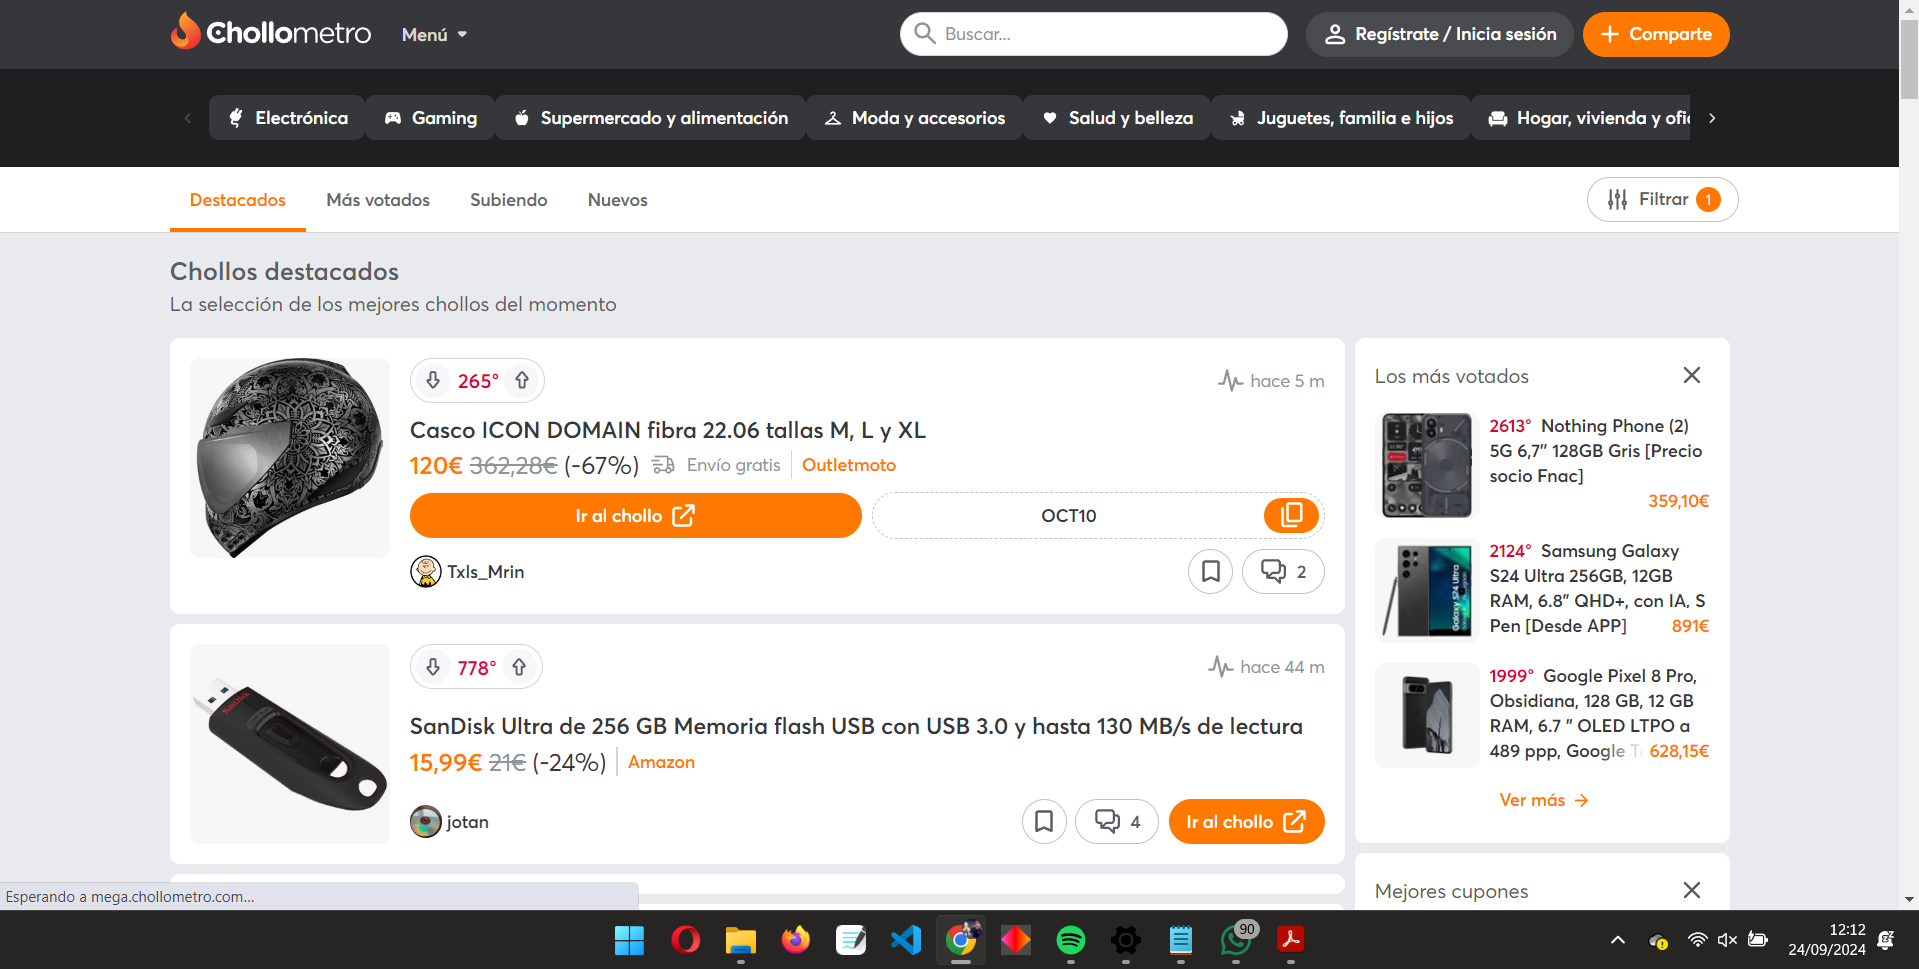 Chollometro
Menú
Buscar...
Regístrate / Inicia sesión
Comparte
Electrónica
Gaming
Supermercado y alimentación
Moda y accesorios
Salud y belleza
Juguetes, familia e hijos
Hogar, vivienda y ofi
Destacados
Más votados
Subiendo
Nuevos
Filtrar 1
Chollos destacados
La selección de los mejores chollos del momento
265°
hace 5 m
Casco ICON DOMAIN fibra 22.06 tallas M, L y XL
120€ 362,28€ (-67%) Envío gratis Outletmoto
Ir al chollo
OCT10
Txls_Mrin
2
778°
hace 44 m
SanDisk Ultra de 256 GB Memoria flash USB con USB 3.0 y hasta 130 MB/s de lectura
15,99€ 21€ (-24%) Amazon
jotan
4
Ir al chollo
SanDisk
Los más votados
2613° Nothing Phone (2)
5G 6,7'' 128GB Gris [Precio
socio Fnac]
359,10€
2124° Samsung Galaxy
S24 Ultra 256GB, 12GB
RAM, 6.8" QHD+, con IA, S
Pen [Desde APP] 891€
Galaxy S24 Ultra
1999° Google Pixel 8 Pro,
Obsidiana, 128 GB, 12 GB
RAM, 6.7 " OLED LTPO a
489 ppp, Google T 628,15€
Ver más
Mejores cupones
Esperando a mega.chollometro.com...
90
12:12
24/09/2024